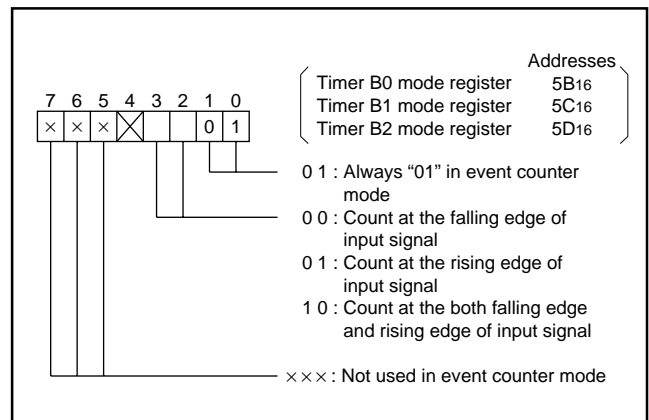 Addresses
Timer B0 mode register 5B16
Timer B1 mode register 5C16
Timer B2 mode register 5D16
7 6 5 4 3 2 1 0
× × × 0 1
0 1 : Always “01” in event counter
mode
0 0 : Count at the falling edge of
input signal
0 1 : Count at the rising edge of
input signal
1 0 : Count at the both falling edge
and rising edge of input signal
××× : Not used in event counter mode